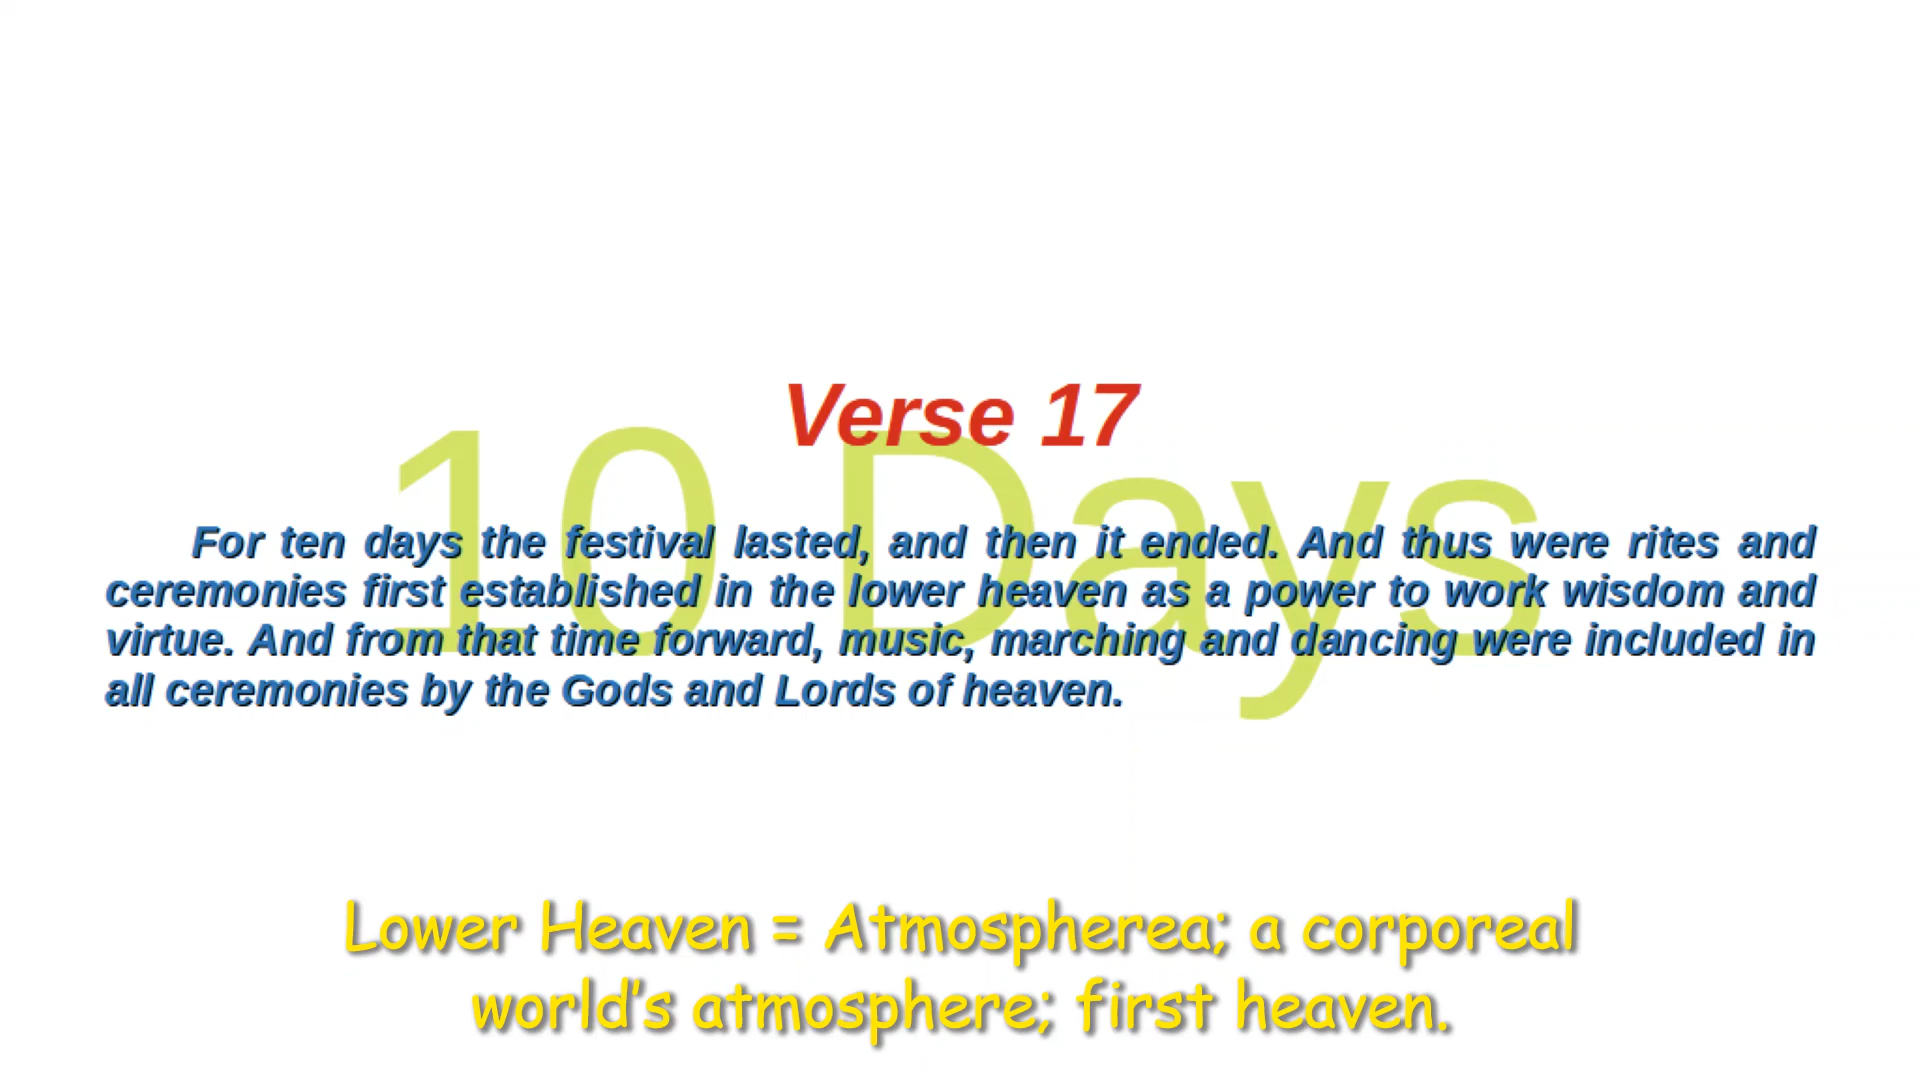 Verse 17
10 Days
For ten days the festival lasted, and then it ended. And thus were rites and
ceremonies first established in the lower heaven as a power to work wisdom and
virtue. And from that time forward, music, marching and dancing were included in
all ceremonies by the Gods and Lords of heaven.
Lower Heaven = Atmospherea; a corporeal
world's atmosphere; first heaven.